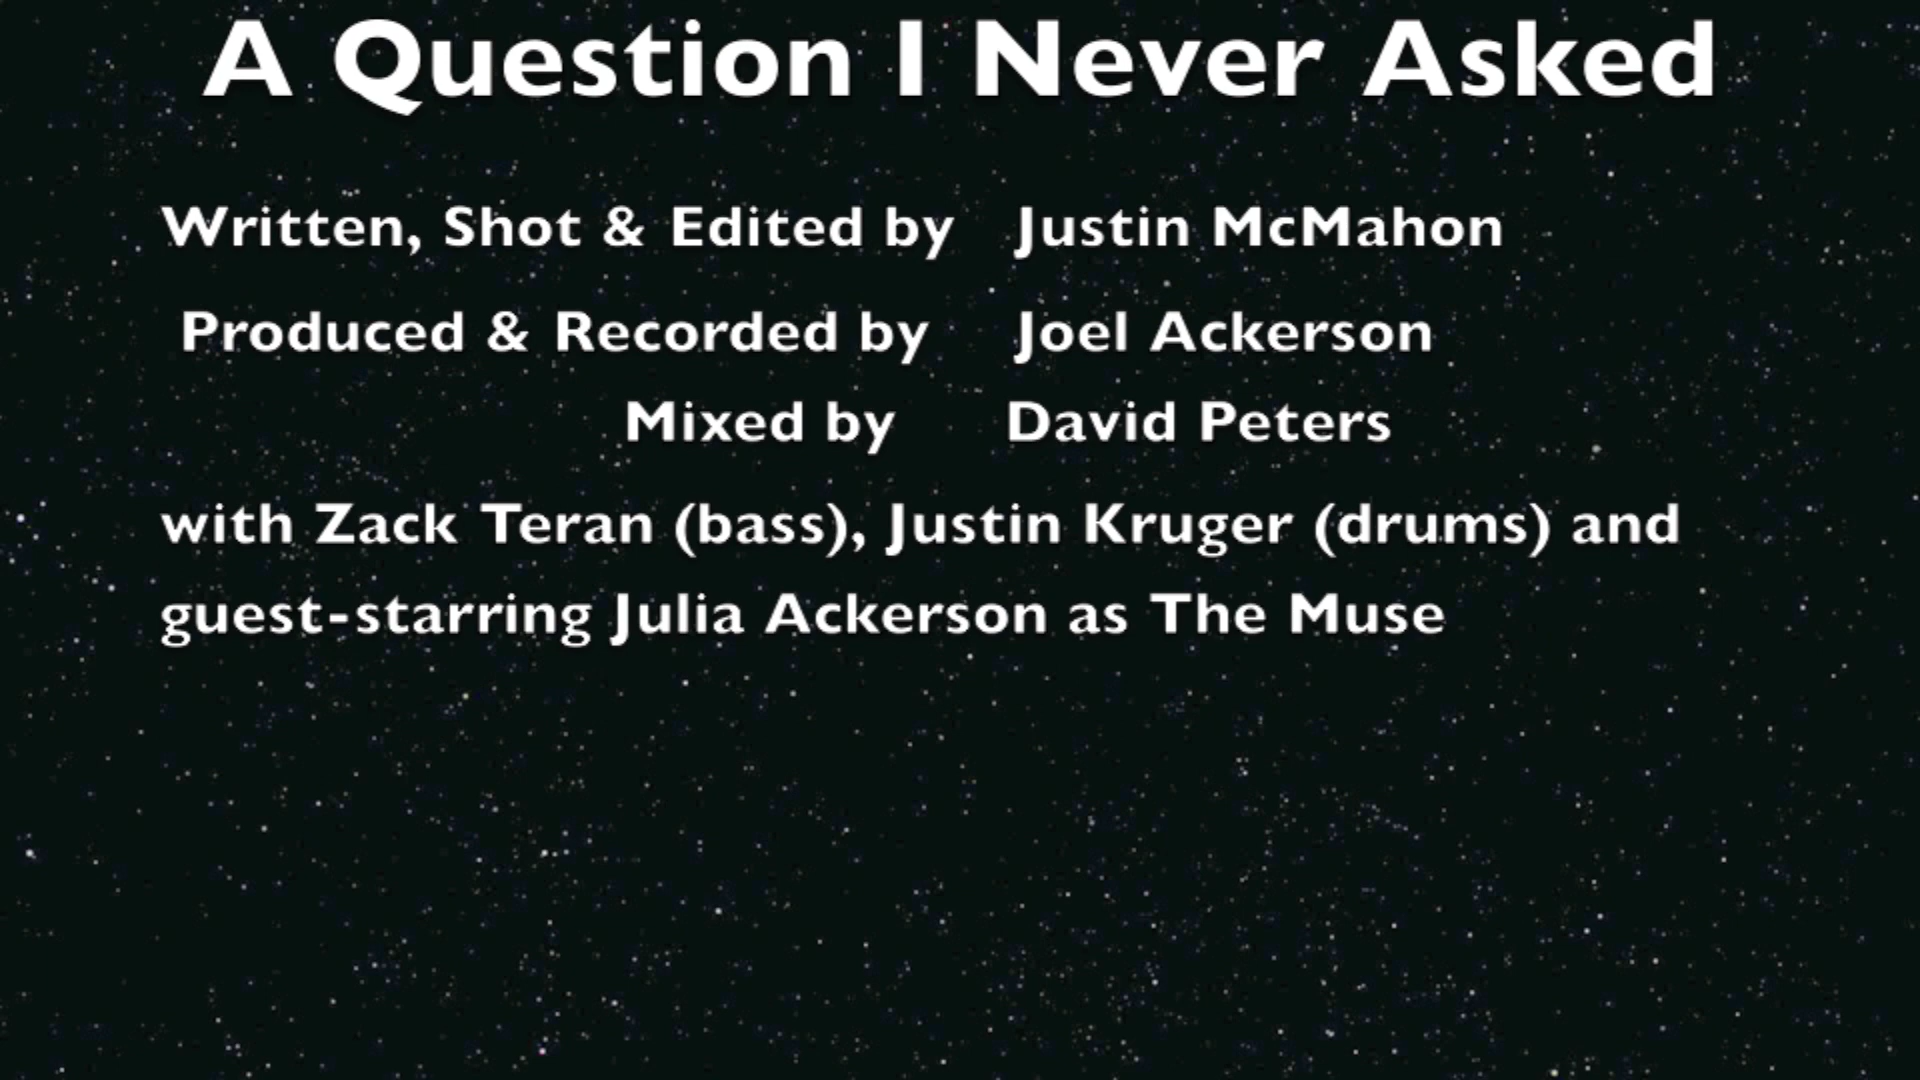 A Question I Never Asked
Written, Shot & Edited by Justin McMahon
Produced & Recorded by Joel Ackerson
Mixed by David Peters
with Zack Teran (bass), Justin Kruger (drums) and
guest-starring Julia Ackerson as The Muse